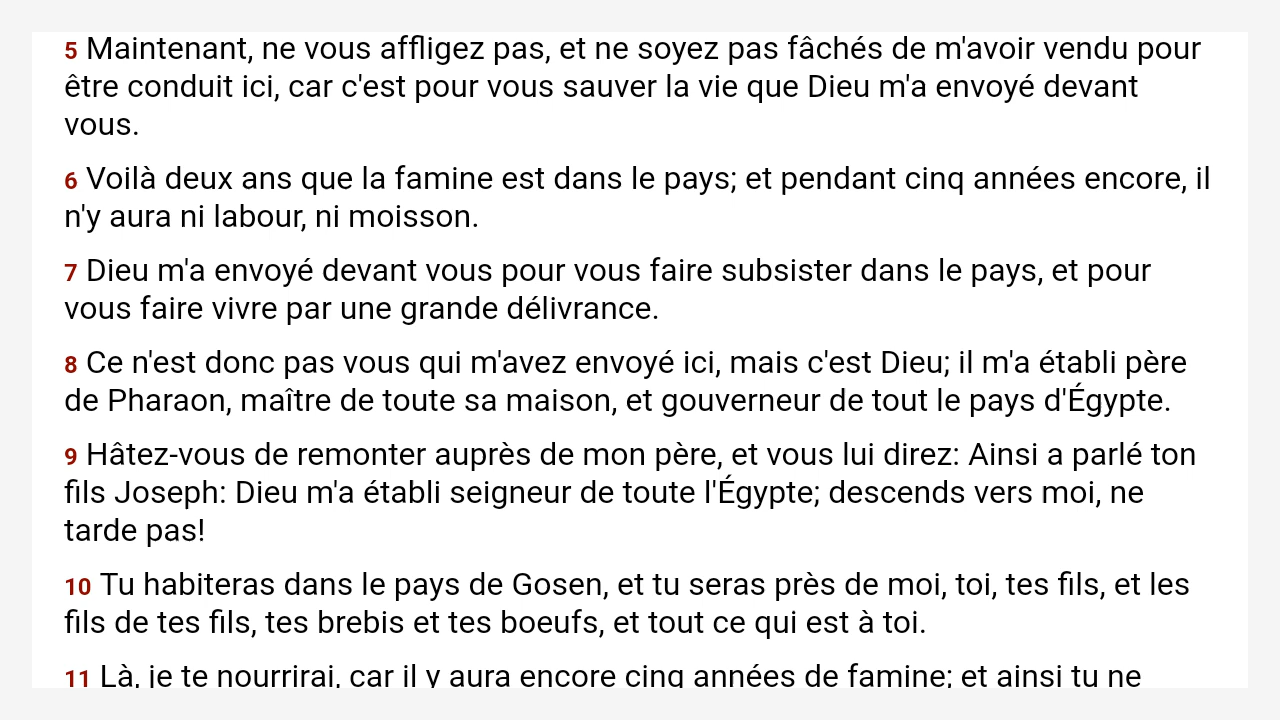 5 Maintenant, ne vous affligez pas, et ne soyez pas fâchés de m'avoir vendu pour
être conduit ici, car c'est pour vous sauver la vie que Dieu m'a envoyé devant
vous.
6 Voilà deux ans que la famine est dans le pays; et pendant cinq années encore, il
n'y aura ni labour, ni moisson.
7 Dieu m'a envoyé devant vous pour vous faire subsister dans le pays, et pour
vous faire vivre par une grande délivrance.
8 Ce n'est donc pas vous qui m'avez envoyé ici, mais c'est Dieu; il m'a établi père
de Pharaon, maître de toute sa maison, et gouverneur de tout le pays d'Égypte.
9 Hâtez-vous de remonter auprès de mon père, et vous lui direz: Ainsi a parlé ton
fils Joseph: Dieu m'a établi seigneur de toute l'Égypte; descends vers moi, ne
tarde pas!
10 Tu habiteras dans le pays de Gosen, et tu seras près de moi, toi, tes fils, et les
fils de tes fils, tes brebis et tes boeufs, et tout ce qui est à toi.
11 Là, je te nourrirai, car il y aura encore cinq années de famine; et ainsi tu ne